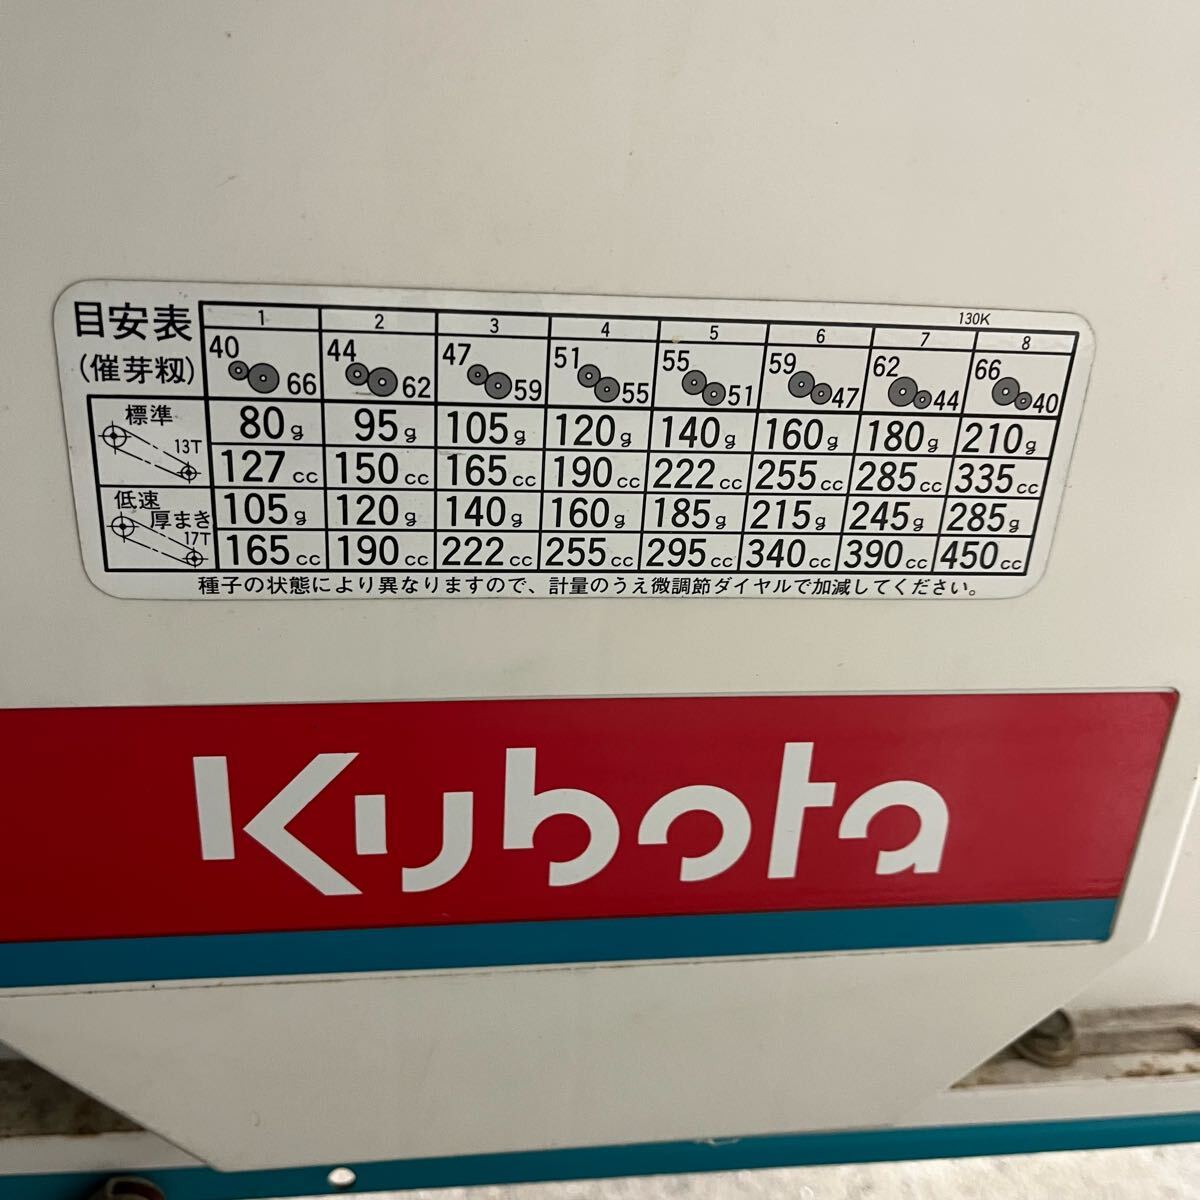 目安表 1 2 3 4 5 6 7 8 130K
(催芽籾) 40 66 44 62 47 59 51 55 55 51 59 47 62 44 66 40
標準 13T 80g 95g 105g 120g 140g 160g 180g 210g
127cc 150cc 165cc 190cc 222cc 255cc 285cc 335cc
低速 厚まき 17T 105g 120g 140g 160g 185g 215g 245g 285g
165cc 190cc 222cc 255cc 295cc 340cc 390cc 450cc
種子の状態により異なりますので、計量のうえ微調節ダイヤルで加減してください。
Kubota